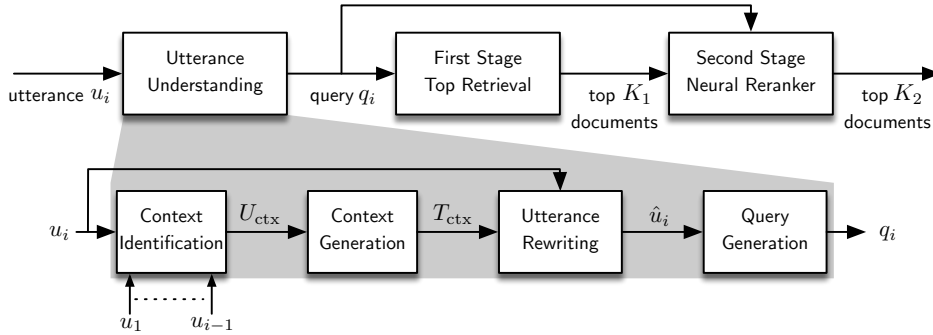 Utterance
Understanding
First Stage
Top Retrieval
Second Stage
Neural Reranker
utterance u_i
query q_i
top K_1
documents
top K_2
documents
u_i
Context
Identification
U_ctx
Context
Generation
T_ctx
Utterance
Rewriting
û_i
Query
Generation
q_i
u_1
u_{i−1}